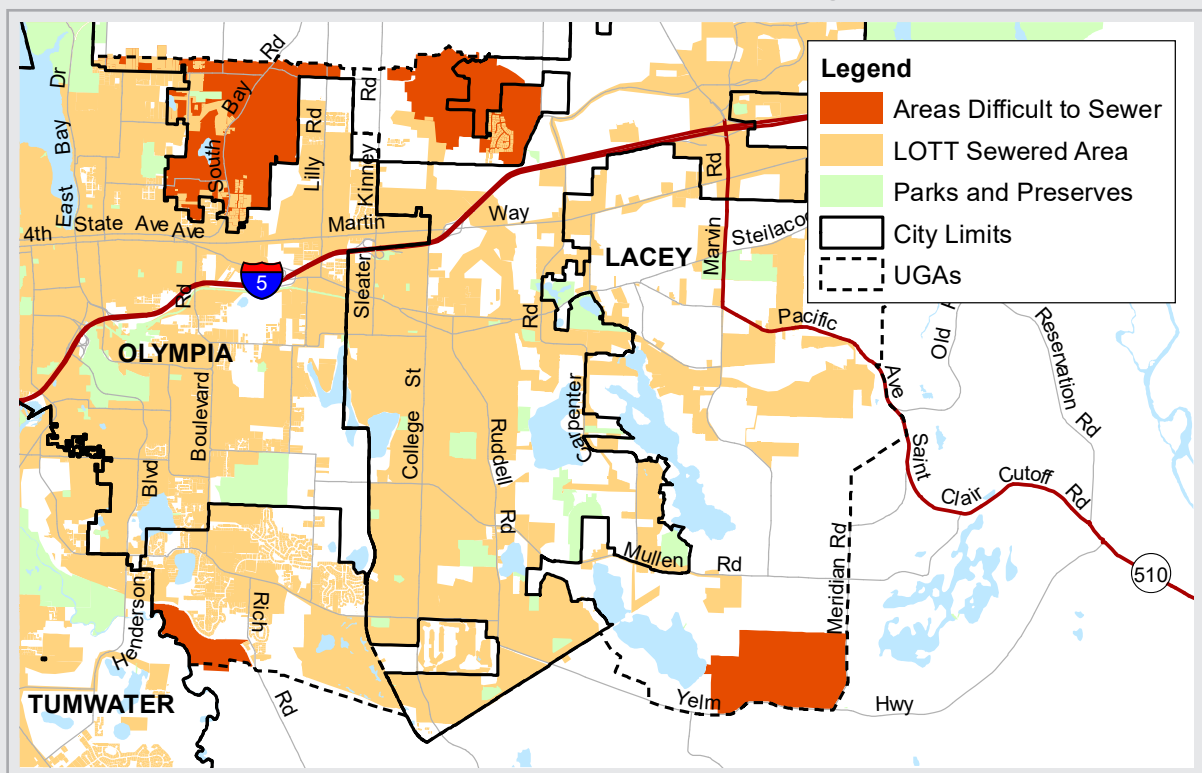 Legend
Areas Difficult to Sewer
LOTT Sewered Area
Parks and Preserves
City Limits
UGAs
Rd
East Bay Dr
South Bay
Lilly Rd
Kinney Rd
4th
State Ave
Ave
Martin Way
LACEY
Marvin Rd
Steilaco
5
Rd
Sleater
Pacific Ave
Old
Reservation Rd
OLYMPIA
Boulevard
Blvd
College St
Ruddell Rd
Carpenter Rd
Saint Clair Cutoff Rd
Mullen Rd
Meridian Rd
510
Henderson
Rich Rd
TUMWATER
Yelm Hwy